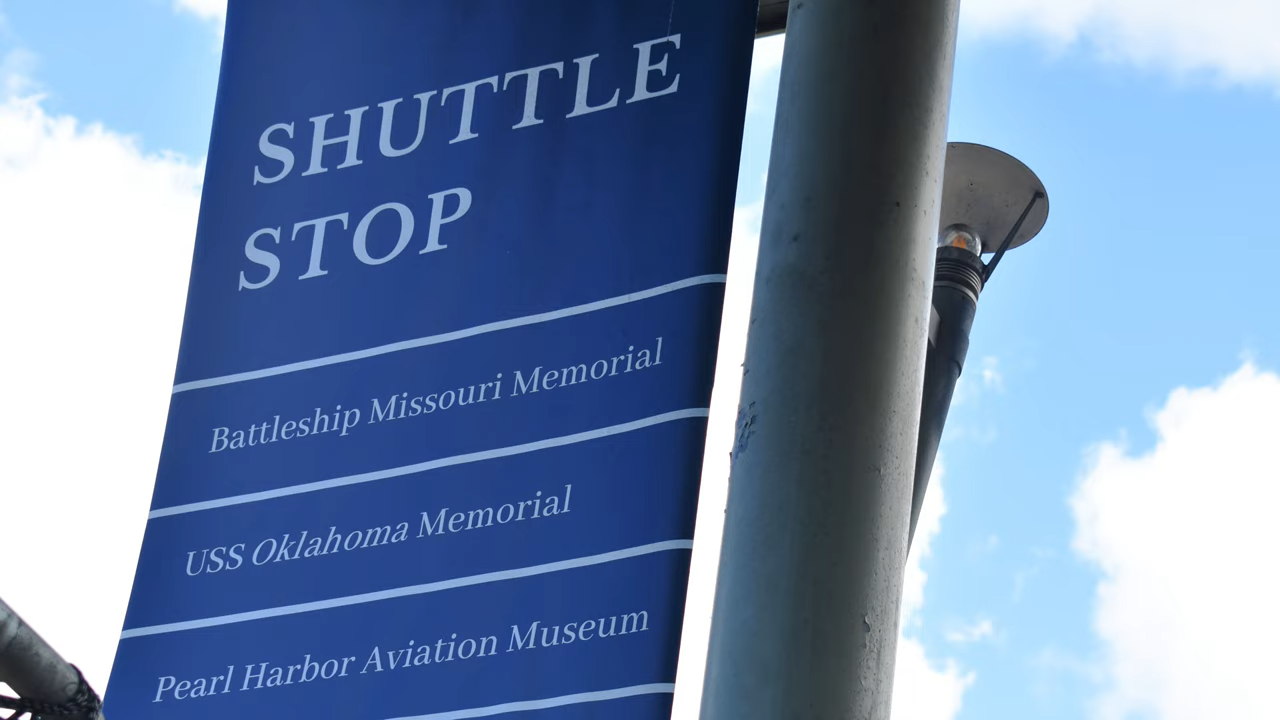 SHUTTLE
STOP
Battleship Missouri Memorial
USS Oklahoma Memorial
Pearl Harbor Aviation Museum